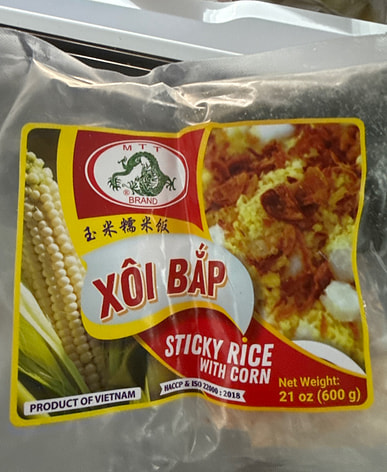 MTT
®
BRAND
玉米糯米飯
XÔI BẮP
STICKY RICE
WITH CORN
HACCP & ISO 22000 : 2018
Net Weight:
21 oz (600 g)
PRODUCT OF VIETNAM